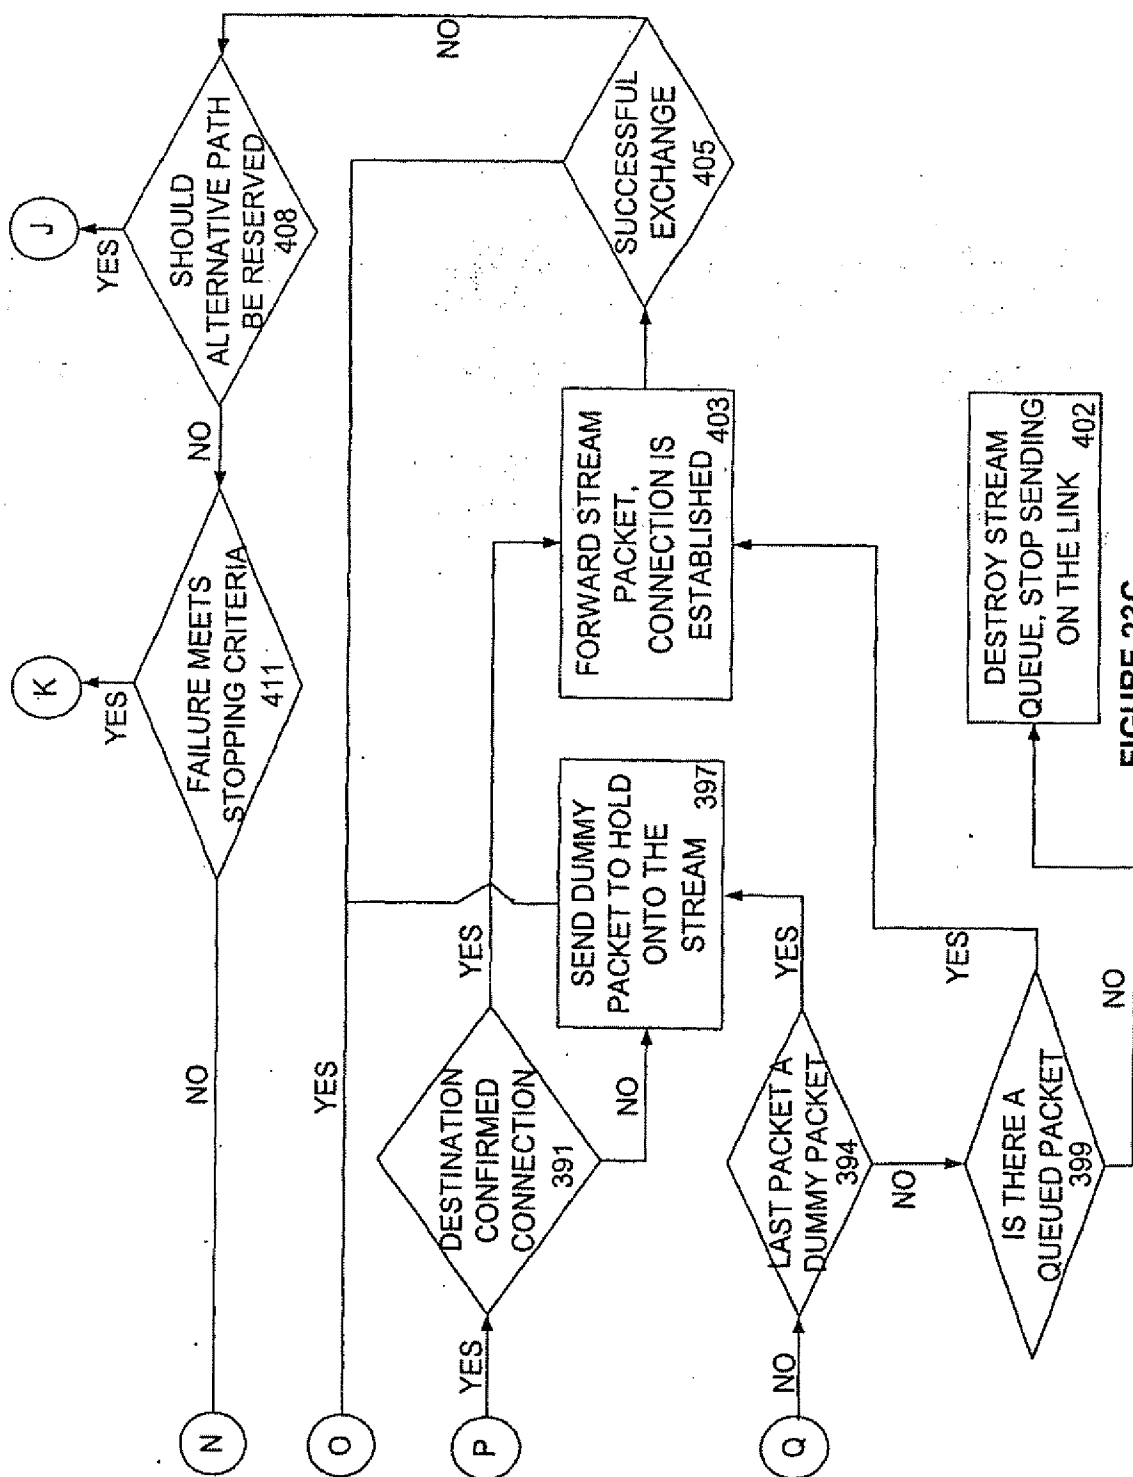 N
NO
FAILURE MEETS
STOPPING CRITERIA
411
YES
K
NO
SHOULD
ALTERNATIVE PATH
BE RESERVED
408
YES
J
NO
O
YES
P
YES
DESTINATION
CONFIRMED
CONNECTION
391
YES
NO
SEND DUMMY
PACKET TO HOLD
ONTO THE
STREAM
397
FORWARD STREAM
PACKET,
CONNECTION IS
ESTABLISHED
403
SUCCESSFUL
EXCHANGE
405
Q
NO
LAST PACKET A
DUMMY PACKET
394
YES
NO
IS THERE A
QUEUED PACKET
399
YES
NO
DESTROY STREAM
QUEUE, STOP SENDING
ON THE LINK
402
FIGURE 23C